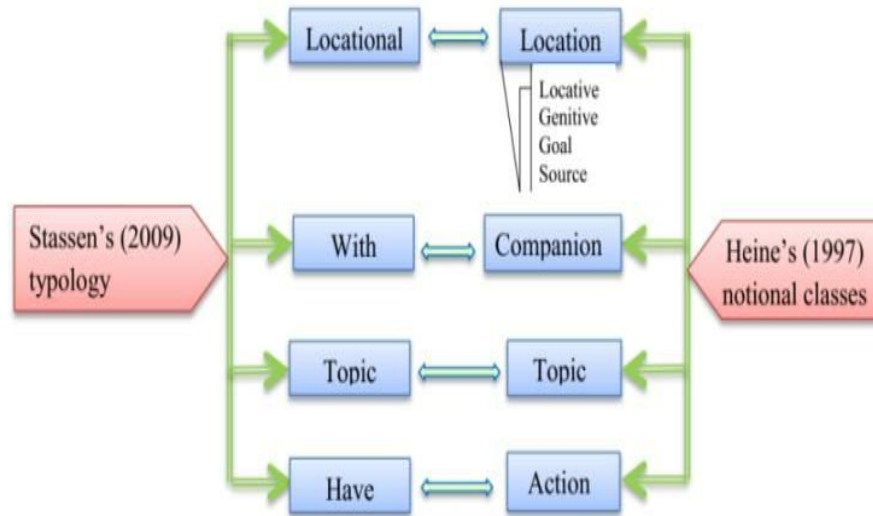 Locational
Location
Locative
Genitive
Goal
Source
Stassen's (2009)
typology
With
Companion
Heine's (1997)
notional classes
Topic
Topic
Have
Action